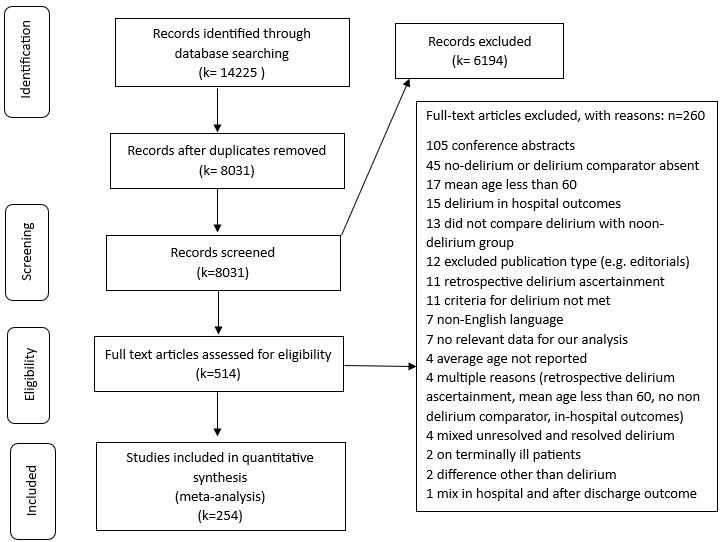 Identification
Records identified through
database searching
(k= 14225 )
Records excluded
(k= 6194)
Records after duplicates removed
(k= 8031)
Screening
Records screened
(k=8031)
Eligibility
Full text articles assessed for eligibility
(k=514)
Full-text articles excluded, with reasons: n=260
105 conference abstracts
45 no-delirium or delirium comparator absent
17 mean age less than 60
15 delirium in hospital outcomes
13 did not compare delirium with noon-
delirium group
12 excluded publication type (e.g. editorials)
11 retrospective delirium ascertainment
11 criteria for delirium not met
7 non-English language
7 no relevant data for our analysis
4 average age not reported
4 multiple reasons (retrospective delirium
ascertainment, mean age less than 60, no non
delirium comparator, in-hospital outcomes)
4 mixed unresolved and resolved delirium
2 on terminally ill patients
2 difference other than delirium
1 mix in hospital and after discharge outcome
Included
Studies included in quantitative
synthesis
(meta-analysis)
(k=254)